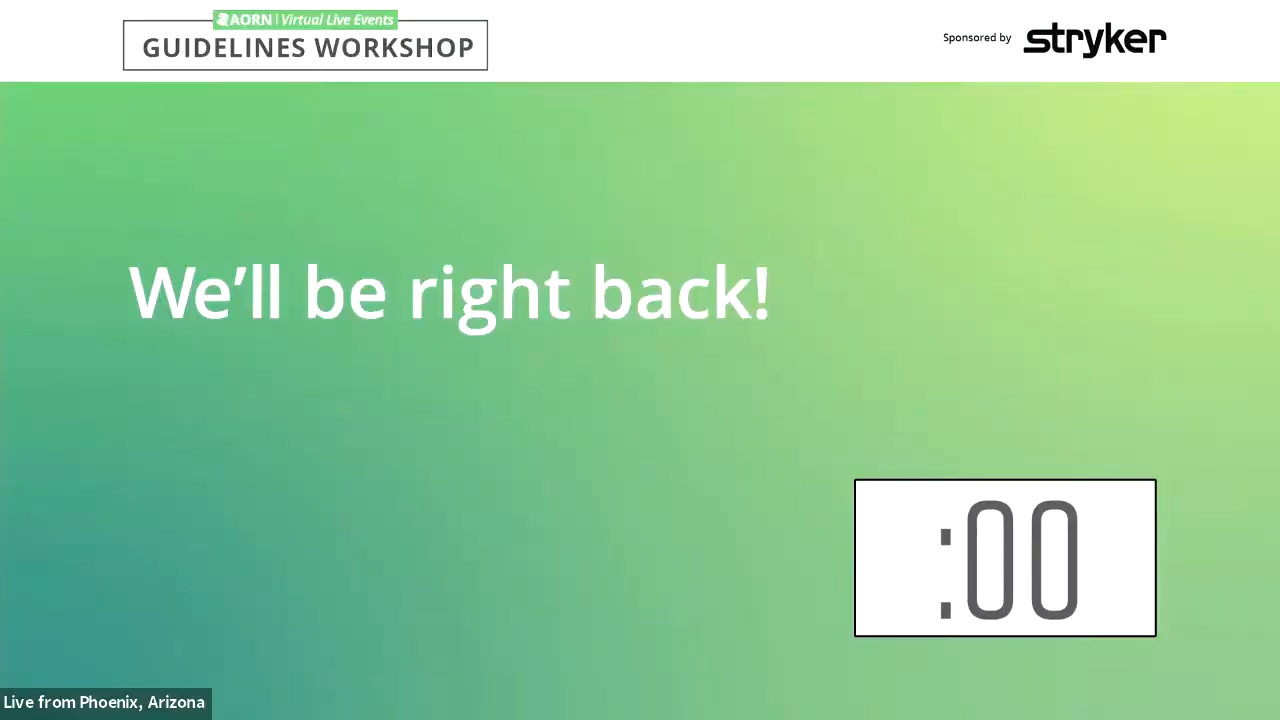 AORN | Virtual Live Events
GUIDELINES WORKSHOP
Sponsored by stryker
We'll be right back!
:00
Live from Phoenix, Arizona